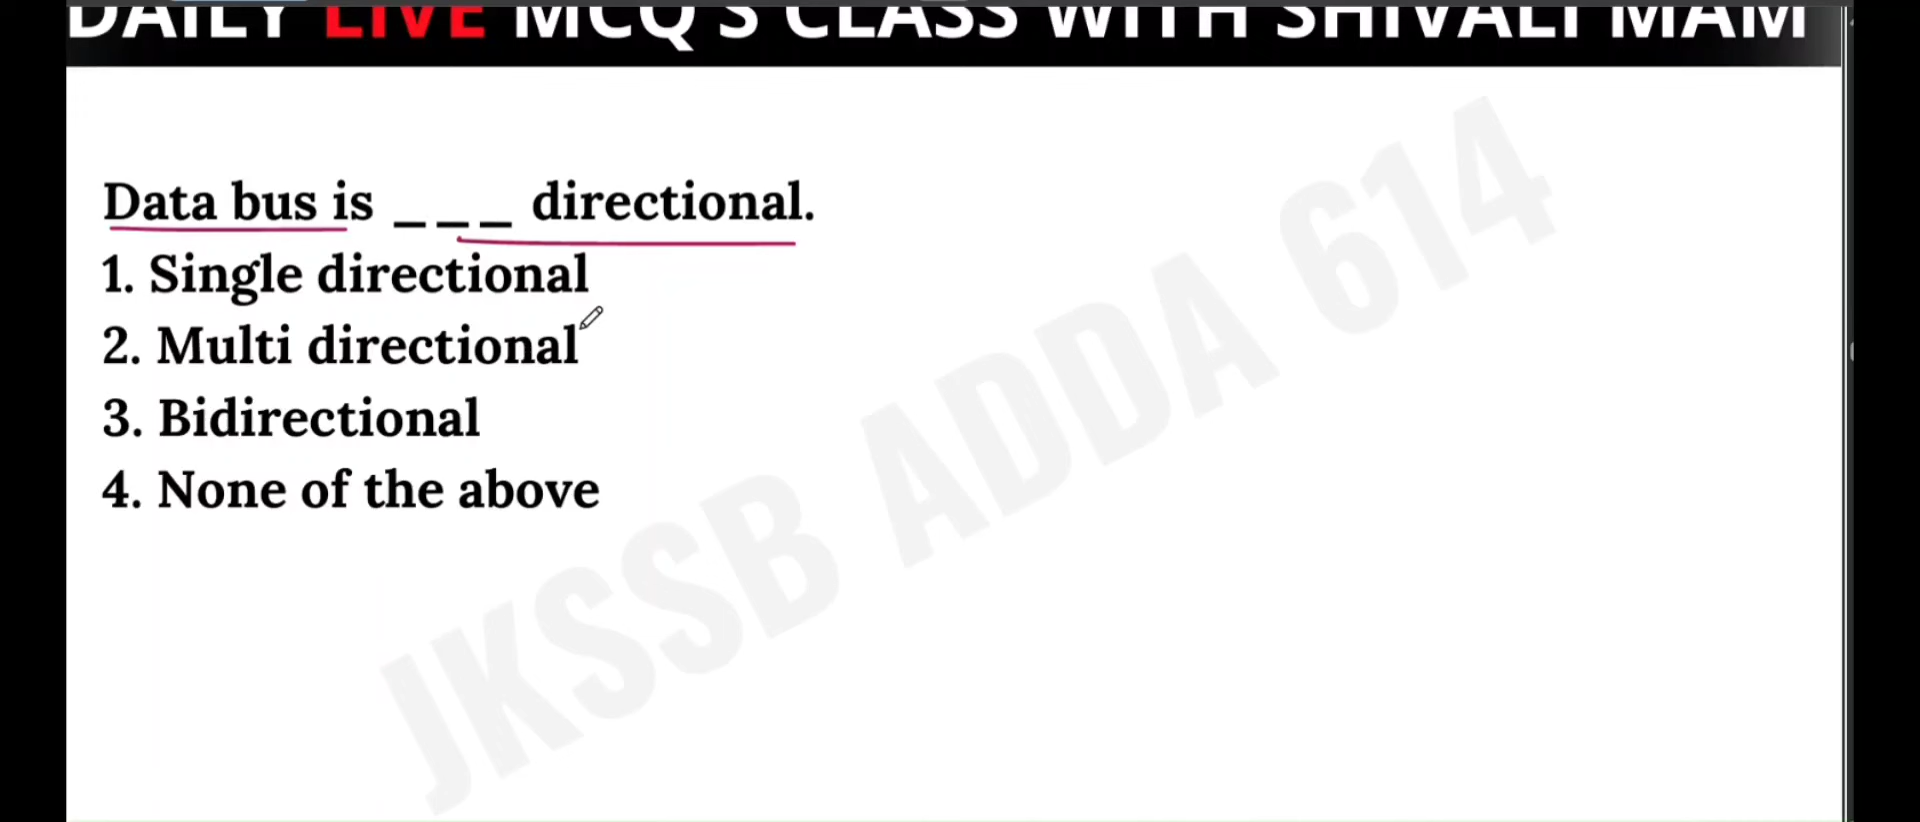 DAILY LIVE MCQ'S CLASS WITH SHIVALI MAM
Data bus is _ _ _ directional.
1. Single directional
2. Multi directional
3. Bidirectional
4. None of the above
JKSSB ADDA 614